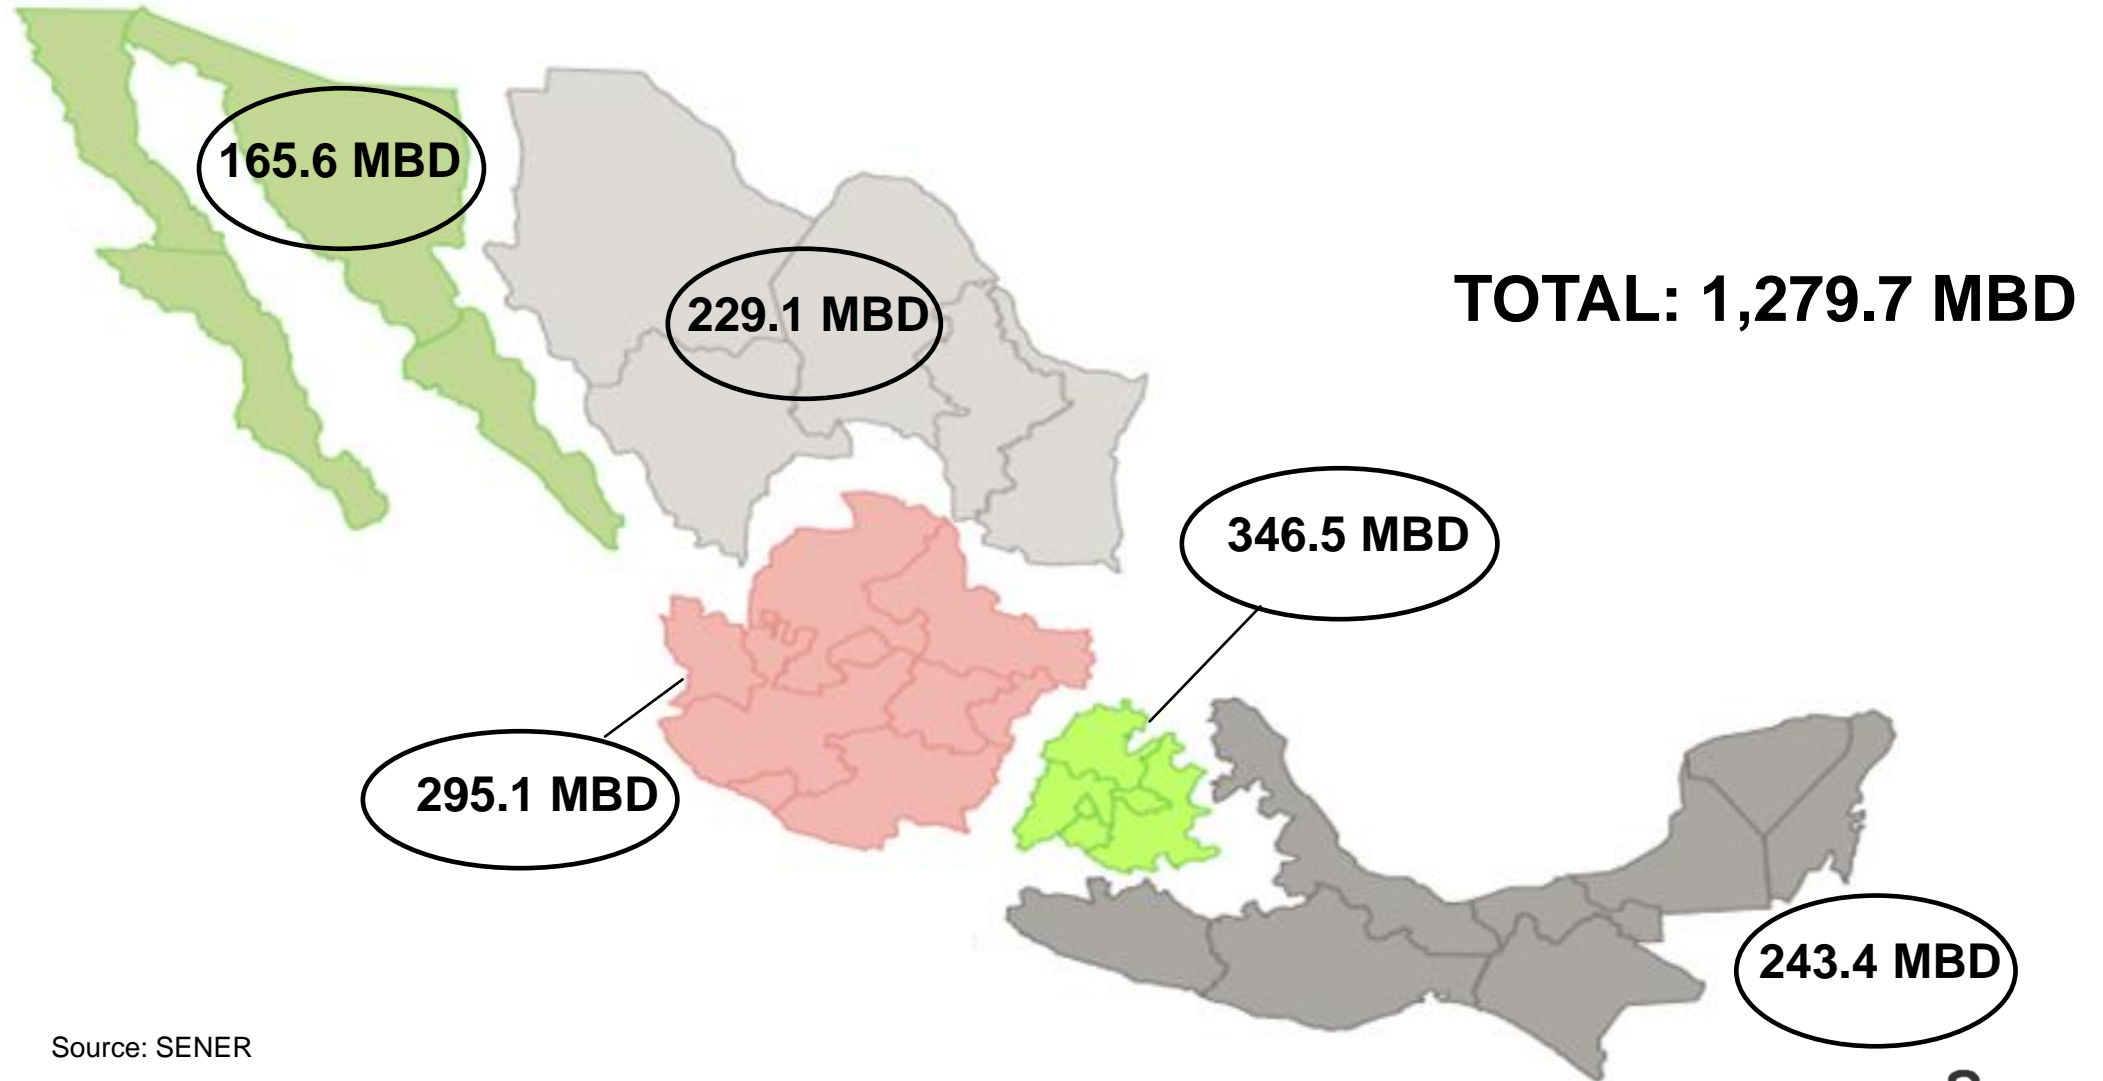 165.6 MBD
229.1 MBD
TOTAL: 1,279.7 MBD
346.5 MBD
295.1 MBD
243.4 MBD
Source: SENER